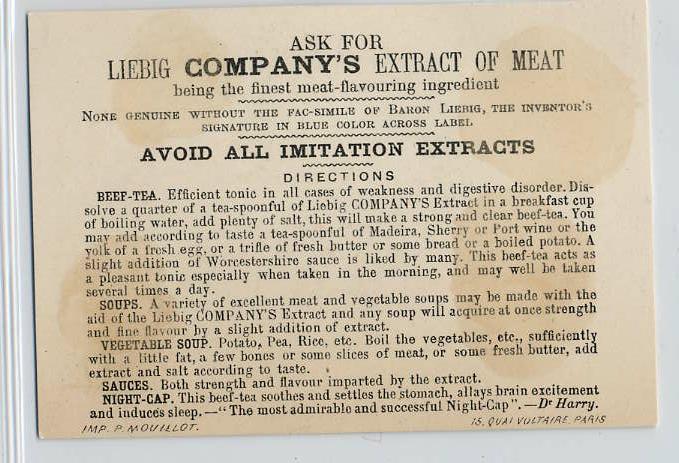 ASK FOR
LIEBIG COMPANY'S EXTRACT OF MEAT
being the finest meat-flavouring ingredient
NONE GENUINE WITHOUT THE FAC-SIMILE OF BARON LIEBIG, THE INVENTOR'S
SIGNATURE IN BLUE COLOR ACROSS LABEL
AVOID ALL IMITATION EXTRACTS
DIRECTIONS
BEEF-TEA. Efficient tonic in all cases of weakness and digestive disorder. Dis-
solve a quarter of a tea-spoonful of Liebig COMPANY'S Extract in a breakfast cup
of boiling water, add plenty of salt, this will make a strong and clear beef-tea. You
may add according to taste a tea-spoonful of Madeira, Sherry or Port wine or the
yolk of a fresh egg, or a trifle of fresh butter or some bread or a boiled potato. A
slight addition of Worcestershire sauce is liked by many. This beef-tea acts as
a pleasant tonic especially when taken in the morning, and may well be taken
several times a day.
SOUPS. A variety of excellent meat and vegetable soups may be made with the
aid of the Liebig COMPANY'S Extract and any soup will acquire at once strength
and fine flavour by a slight addition of extract.
VEGETABLE SOUP. Potato, Pea, Rice, etc. Boil the vegetables, etc., sufficiently
with a little fat, a few bones or some slices of meat, or some fresh butter, add
extract and salt according to taste.
SAUCES. Both strength and flavour imparted by the extract.
NIGHT-CAP. This beef-tea soothes and settles the stomach, allays brain excitement
and induces sleep.—"The most admirable and successful Night-Cap".—Dr Harry.
IMP. P. MOUILLOT. 15, QUAI VOLTAIRE, PARIS